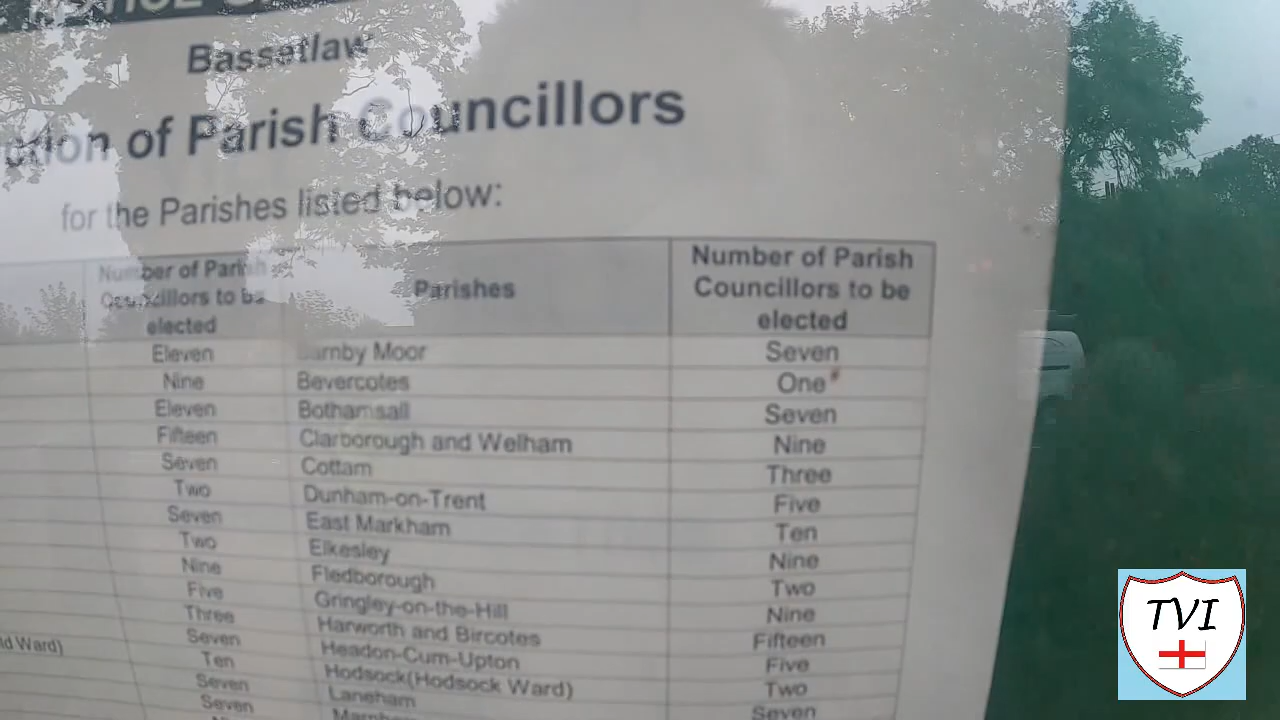 Bassetlaw
of Parish Councillors
for the Parishes listed below:
Number of Parish Councillors to be elected Parishes Number of Parish Councillors to be elected
Eleven Barnby Moor Seven
Nine Bevercotes One
Eleven Bothamsall Seven
Fifteen Clarborough and Welham Nine
Seven Cottam Three
Two Dunham-on-Trent Five
Seven East Markham Ten
Two Elkesley Nine
Nine Fledborough Two
Five Gringley-on-the-Hill Nine
Three Harworth and Bircotes Fifteen
Seven Headon-Cum-Upton Five
Ward) Ten Hodsock(Hodsock Ward) Two
Seven Laneham Seven
Seven
TVI